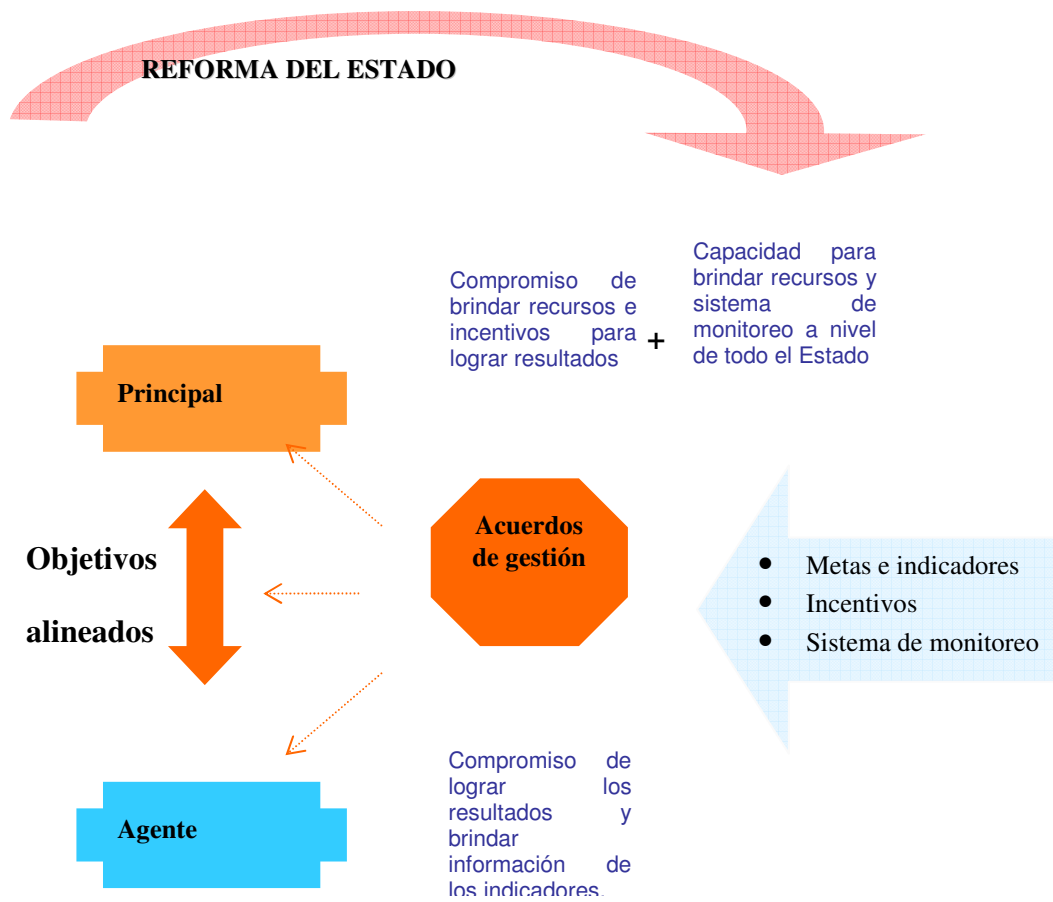 REFORMA DEL ESTADO
Compromiso de
brindar recursos e
incentivos para
lograr resultados
+
Capacidad para
brindar recursos y
sistema de
monitoreo a nivel
de todo el Estado
Principal
Objetivos
alineados
Acuerdos
de gestión
• Metas e indicadores
• Incentivos
• Sistema de monitoreo
Agente
Compromiso de
lograr los
resultados y
brindar
información de
los indicadores.